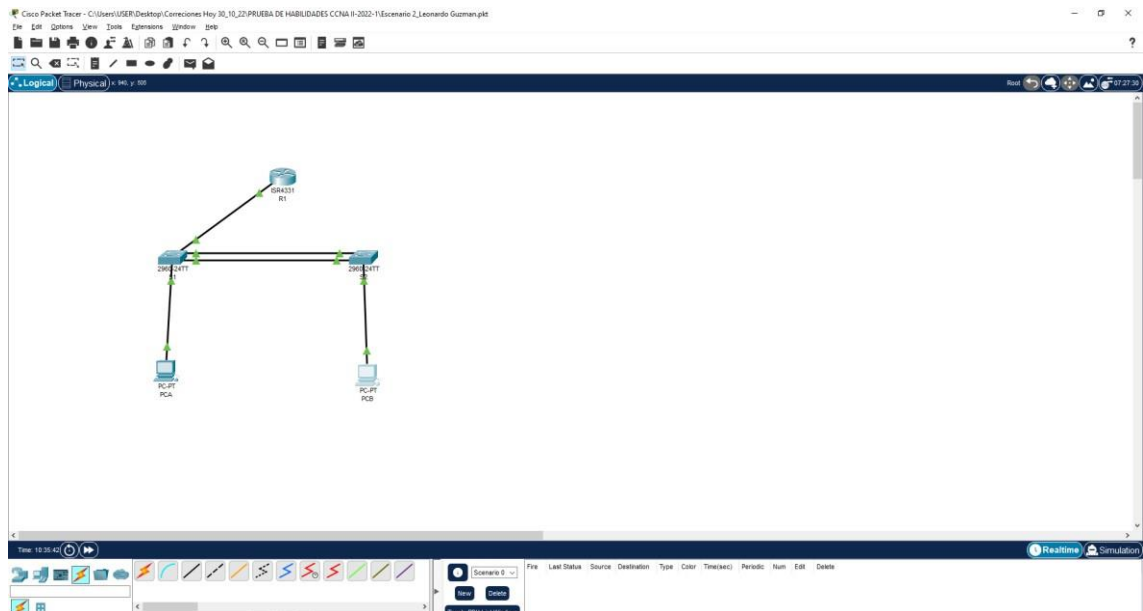 Cisco Packet Tracer - C:\Users\USER\Desktop\Correciones Hoy 30_10_22\PRUEBA DE HABILIDADES CCNA II-2022-1\Escenario 2_Leonardo Guzman.pkt
File Edit Options View Tools Extensions Window Help
Logical Physical x: 940, y: 505 Root 07:27:30
ISR4331
R1
2960-24TT
S1
2960-24TT
PC-PT
PCA
PC-PT
PCB
Time: 10:35:42 Realtime Simulation
Scenario 0 Fire Last Status Source Destination Type Color Time(sec) Periodic Num Edit Delete
New Delete